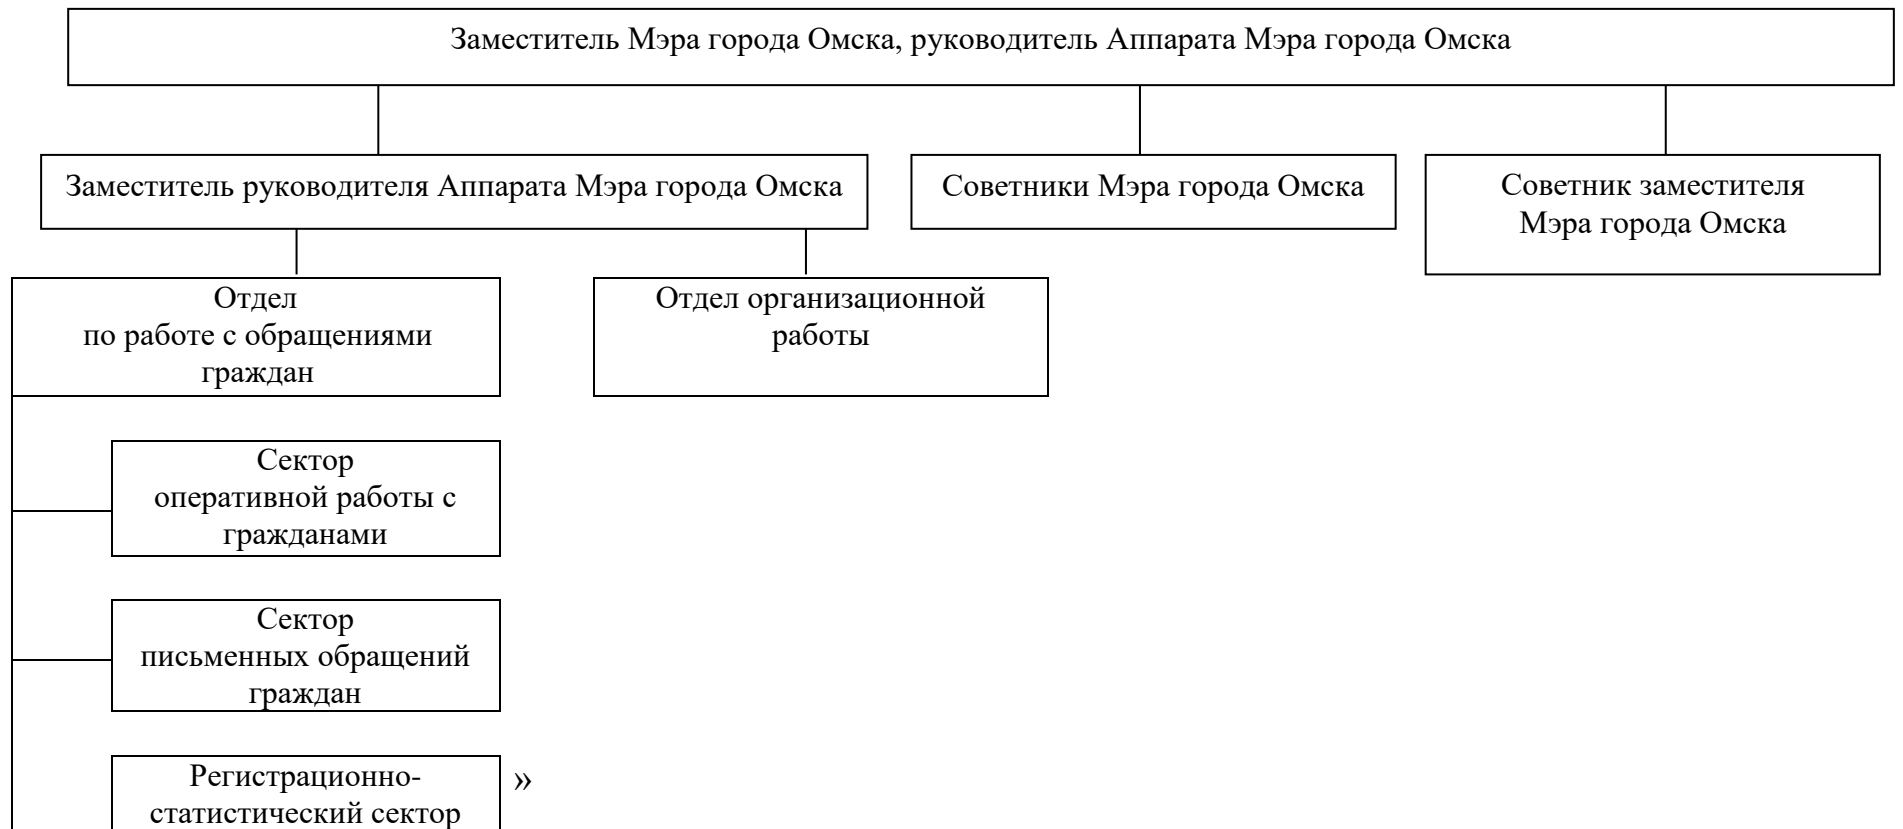 Заместитель Мэра города Омска, руководитель Аппарата Мэра города Омска
Заместитель руководителя Аппарата Мэра города Омска
Советники Мэра города Омска
Советник заместителя
Мэра города Омска
Отдел
по работе с обращениями
граждан
Отдел организационной
работы
Сектор
оперативной работы с
гражданами
Сектор
письменных обращений
граждан
Регистрационно-
статистический сектор
»